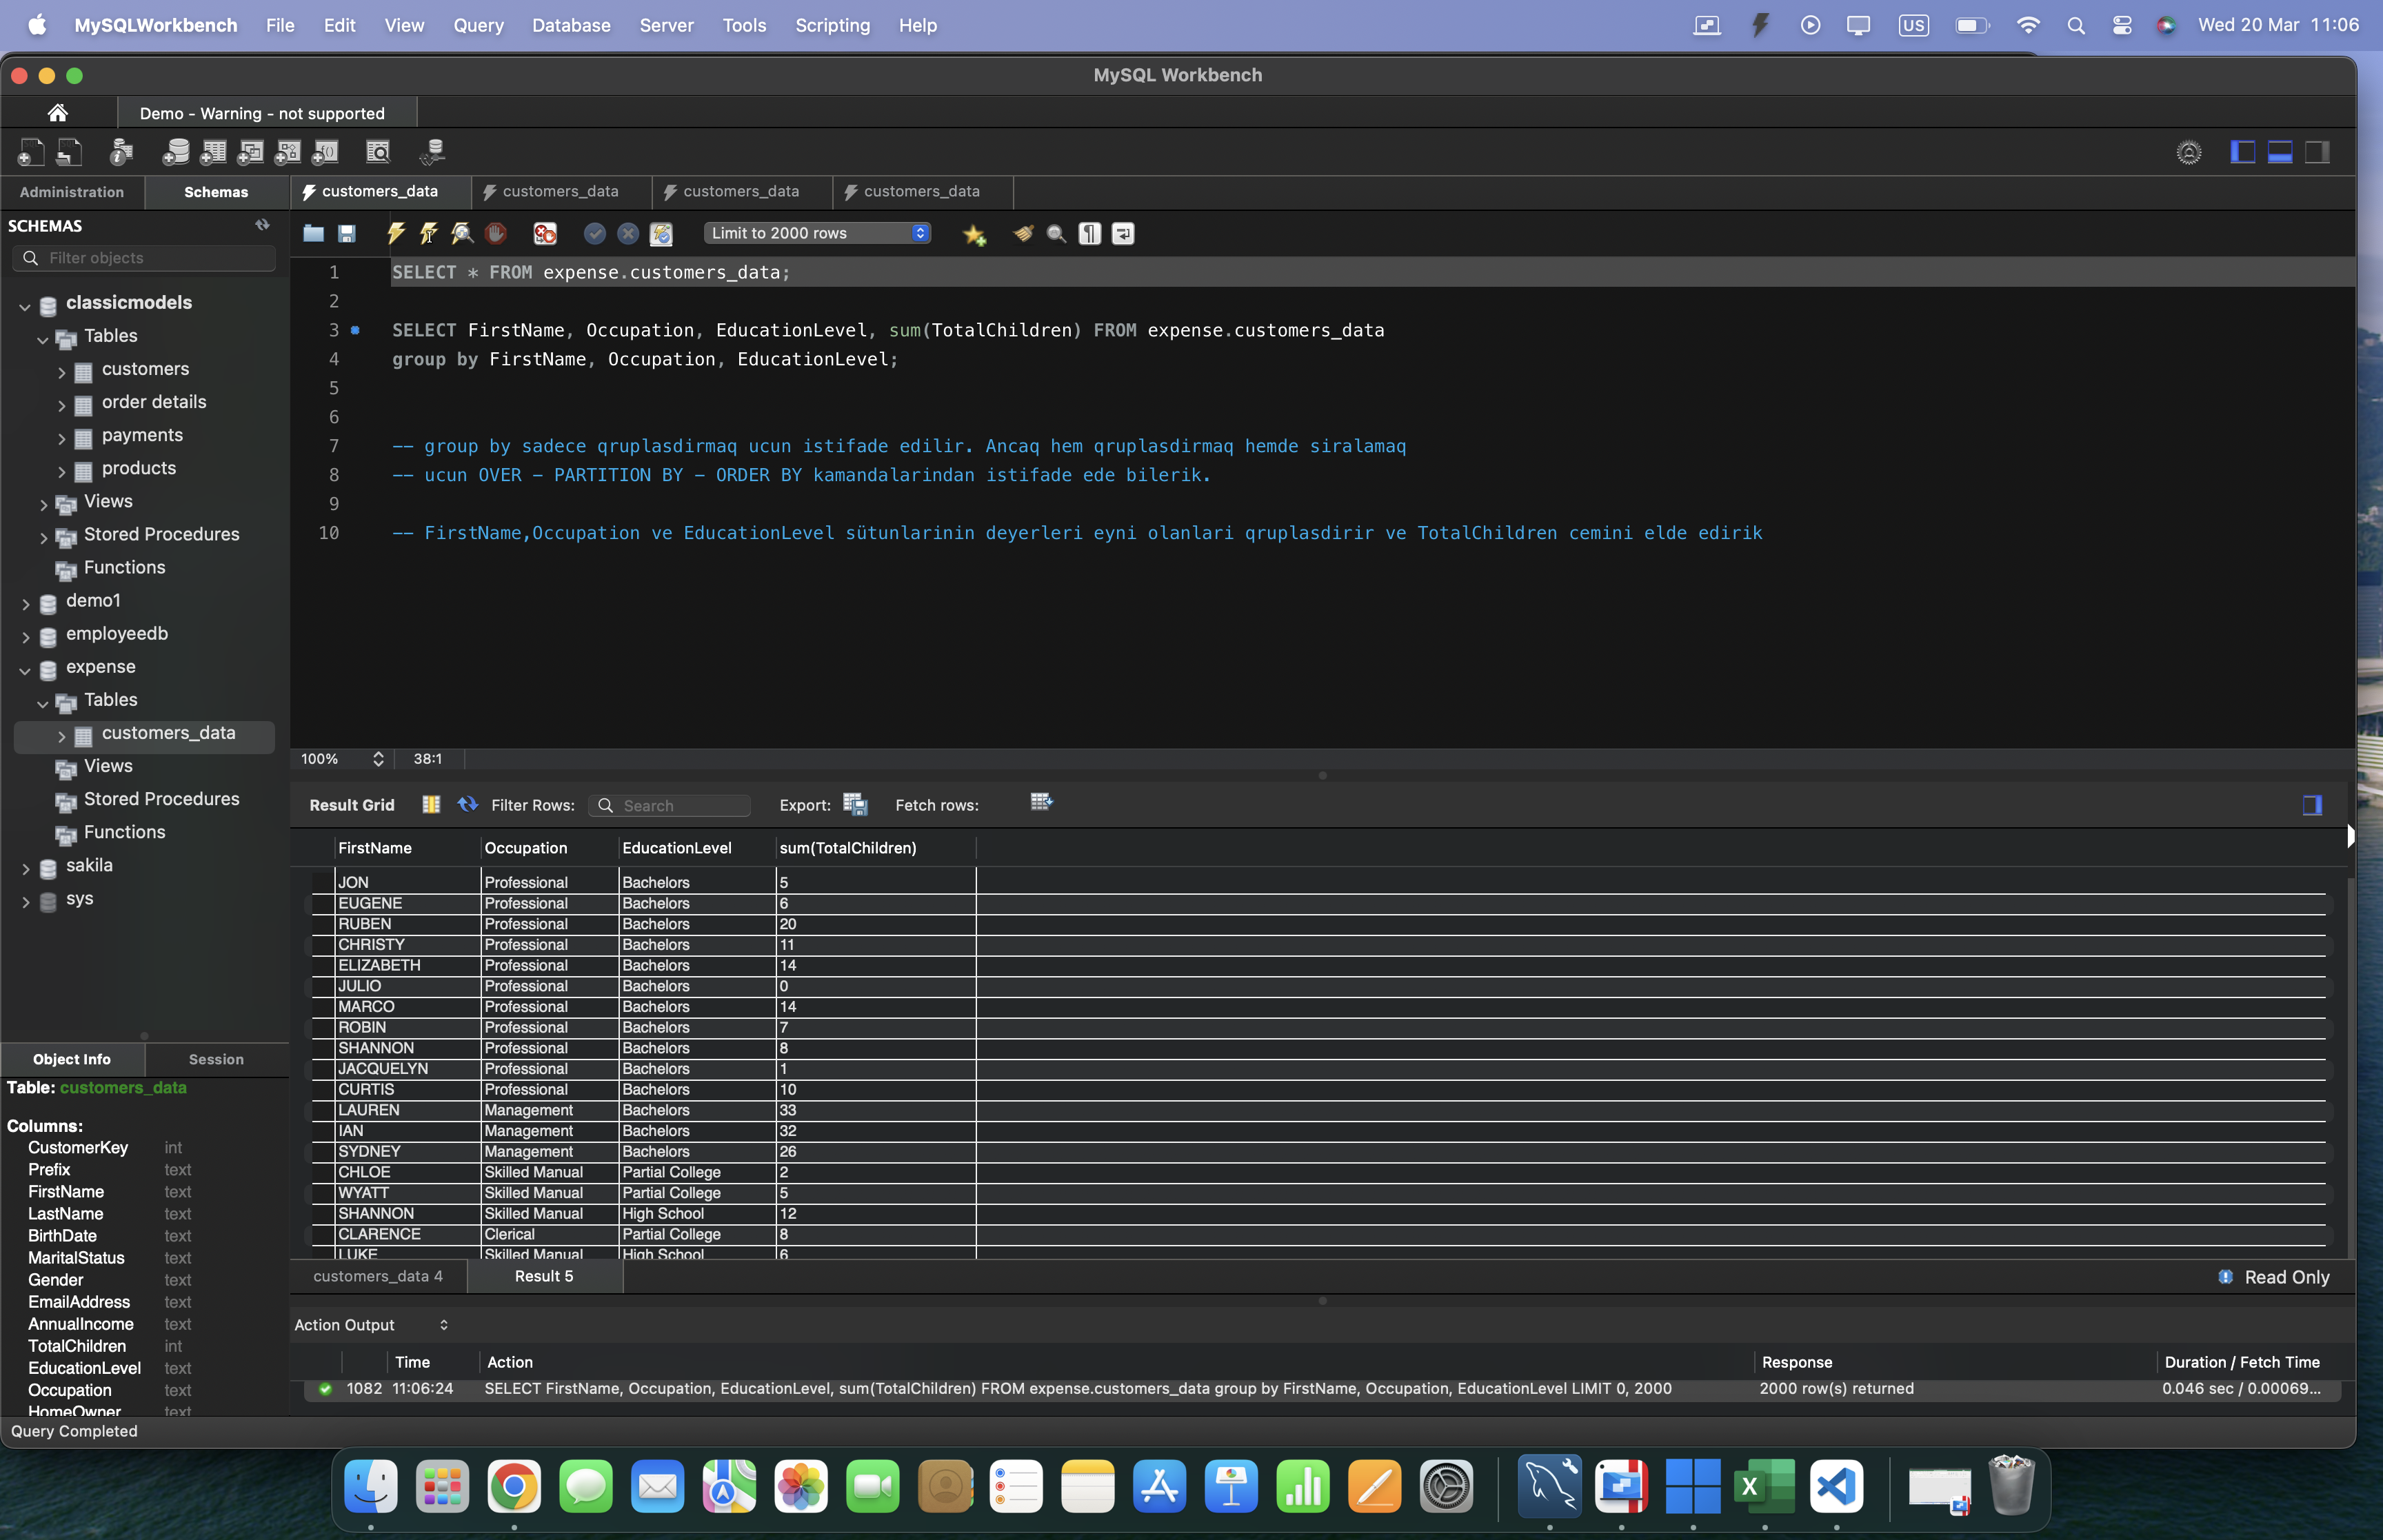 MySQLWorkbench File Edit View Query Database Server Tools Scripting Help US Wed 20 Mar 11:06
MySQL Workbench
Demo - Warning - not supported
Administration Schemas customers_data customers_data customers_data customers_data
SCHEMAS
Limit to 2000 rows
Filter objects
classicmodels
Tables
customers
order details
payments
products
Views
Stored Procedures
Functions
demo1
employeedb
expense
Tables
customers_data
Views
Stored Procedures
Functions
sakila
sys
1 SELECT * FROM expense.customers_data;
2
3 SELECT FirstName, Occupation, EducationLevel, sum(TotalChildren) FROM expense.customers_data
4 group by FirstName, Occupation, EducationLevel;
5
6
7 -- group by sadece qruplasdirmaq ucun istifade edilir. Ancaq hem qruplasdirmaq hemde siralamaq
8 -- ucun OVER - PARTITION BY - ORDER BY kamandalarindan istifade ede bilerik.
9
10 -- FirstName,Occupation ve EducationLevel sütunlarinin deyerleri eyni olanlari qruplasdirir ve TotalChildren cemini elde edirik
100% 38:1
Result Grid Filter Rows: Search Export: Fetch rows:
FirstName Occupation EducationLevel sum(TotalChildren)
JON Professional Bachelors 5
EUGENE Professional Bachelors 6
RUBEN Professional Bachelors 20
CHRISTY Professional Bachelors 11
ELIZABETH Professional Bachelors 14
JULIO Professional Bachelors 0
MARCO Professional Bachelors 14
ROBIN Professional Bachelors 7
SHANNON Professional Bachelors 8
JACQUELYN Professional Bachelors 1
CURTIS Professional Bachelors 10
LAUREN Management Bachelors 33
IAN Management Bachelors 32
SYDNEY Management Bachelors 26
CHLOE Skilled Manual Partial College 2
WYATT Skilled Manual Partial College 5
SHANNON Skilled Manual High School 12
CLARENCE Clerical Partial College 8
LUKE Skilled Manual High School 6
customers_data 4 Result 5 Read Only
Object Info Session
Table: customers_data
Columns:
CustomerKey int
Prefix text
FirstName text
LastName text
BirthDate text
MaritalStatus text
Gender text
EmailAddress text
AnnualIncome text
TotalChildren int
EducationLevel text
Occupation text
HomeOwner text
Action Output
Time Action Response Duration / Fetch Time
1082 11:06:24 SELECT FirstName, Occupation, EducationLevel, sum(TotalChildren) FROM expense.customers_data group by FirstName, Occupation, EducationLevel LIMIT 0, 2000 2000 row(s) returned 0.046 sec / 0.00069...
Query Completed